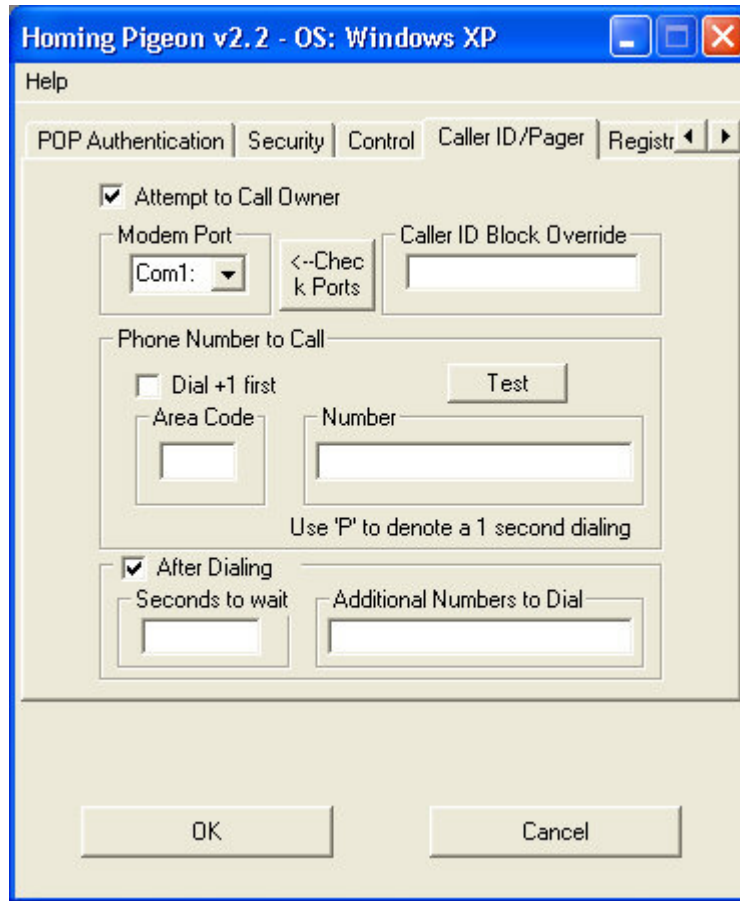 Homing Pigeon v2.2 - OS: Windows XP
Help
POP Authentication Security Control Caller ID/Pager Registr
Attempt to Call Owner
Modem Port
Caller ID Block Override
Com1:
<--Chec
k Ports
Phone Number to Call
Dial +1 first
Test
Area Code
Number
Use 'P' to denote a 1 second dialing
After Dialing
Seconds to wait
Additional Numbers to Dial
OK
Cancel